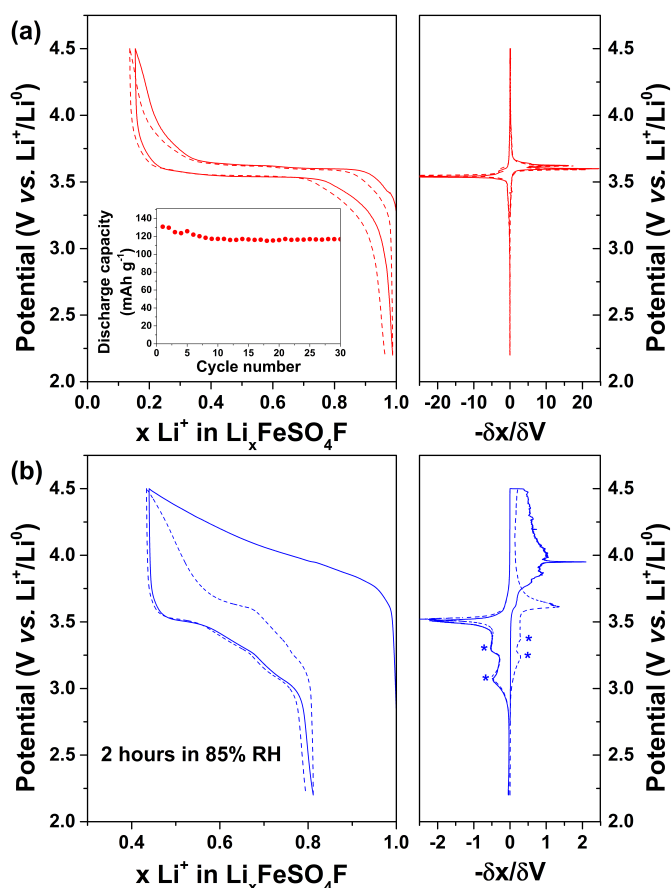 (a)
4.5
4.0
3.5
3.0
2.5
2.0
Potential (V vs. Li⁺/Li⁰)
0.0 0.2 0.4 0.6 0.8 1.0
x Li⁺ in LiₓFeSO₄F
140
120
100
80
60
40
20
0
Discharge capacity
(mAh g⁻¹)
0 5 10 15 20 25 30
Cycle number
-20 -10 0 10 20
-δx/δV
4.5
4.0
3.5
3.0
2.5
2.0
Potential (V vs. Li⁺/Li⁰)
(b)
4.5
4.0
3.5
3.0
2.5
2.0
Potential (V vs. Li⁺/Li⁰)
2 hours in 85% RH
0.4 0.6 0.8 1.0
x Li⁺ in LiₓFeSO₄F
*
*
*
*
-2 -1 0 1 2
-δx/δV
4.5
4.0
3.5
3.0
2.5
2.0
Potential (V vs. Li⁺/Li⁰)